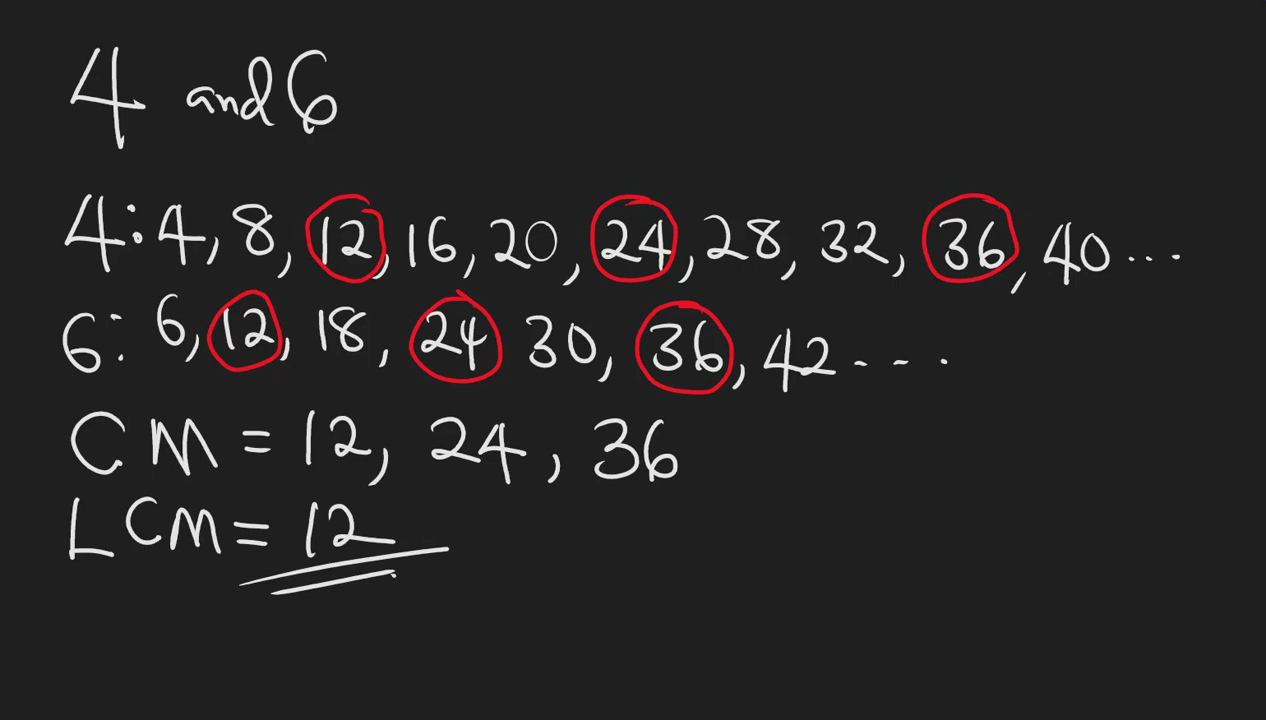 4 and 6
4: 4, 8, 12, 16, 20, 24, 28, 32, 36, 40...
6: 6, 12, 18, 24 30, 36, 42...
CM = 12, 24, 36
LCM = 12